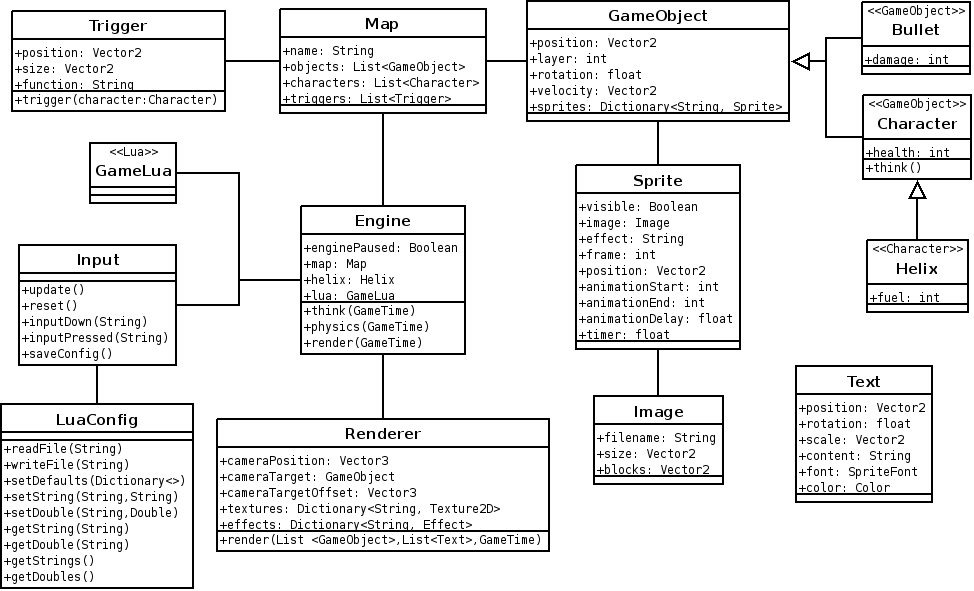 Trigger
+position: Vector2
+size: Vector2
+function: String
+trigger(character:Character)
Map
+name: String
+objects: List<GameObject>
+characters: List<Character>
+triggers: List<Trigger>
GameObject
+position: Vector2
+layer: int
+rotation: float
+velocity: Vector2
+sprites: Dictionary<String, Sprite>
<<GameObject>>
Bullet
+damage: int
<<GameObject>>
Character
+health: int
+think()
<<Lua>>
GameLua
Engine
+enginePaused: Boolean
+map: Map
+helix: Helix
+lua: GameLua
+think(GameTime)
+physics(GameTime)
+render(GameTime)
Sprite
+visible: Boolean
+image: Image
+effect: String
+frame: int
+position: Vector2
+animationStart: int
+animationEnd: int
+animationDelay: float
+timer: float
<<Character>>
Helix
+fuel: int
Input
+update()
+reset()
+inputDown(String)
+inputPressed(String)
+saveConfig()
LuaConfig
+readFile(String)
+writeFile(String)
+setDefaults(Dictionary<>)
+setString(String,String)
+setDouble(String,Double)
+getString(String)
+getDouble(String)
+getStrings()
+getDoubles()
Renderer
+cameraPosition: Vector3
+cameraTarget: GameObject
+cameraTargetOffset: Vector3
+textures: Dictionary<String, Texture2D>
+effects: Dictionary<String, Effect>
+render(List <GameObject>,List<Text>,GameTime)
Image
+filename: String
+size: Vector2
+blocks: Vector2
Text
+position: Vector2
+rotation: float
+scale: Vector2
+content: String
+font: SpriteFont
+color: Color